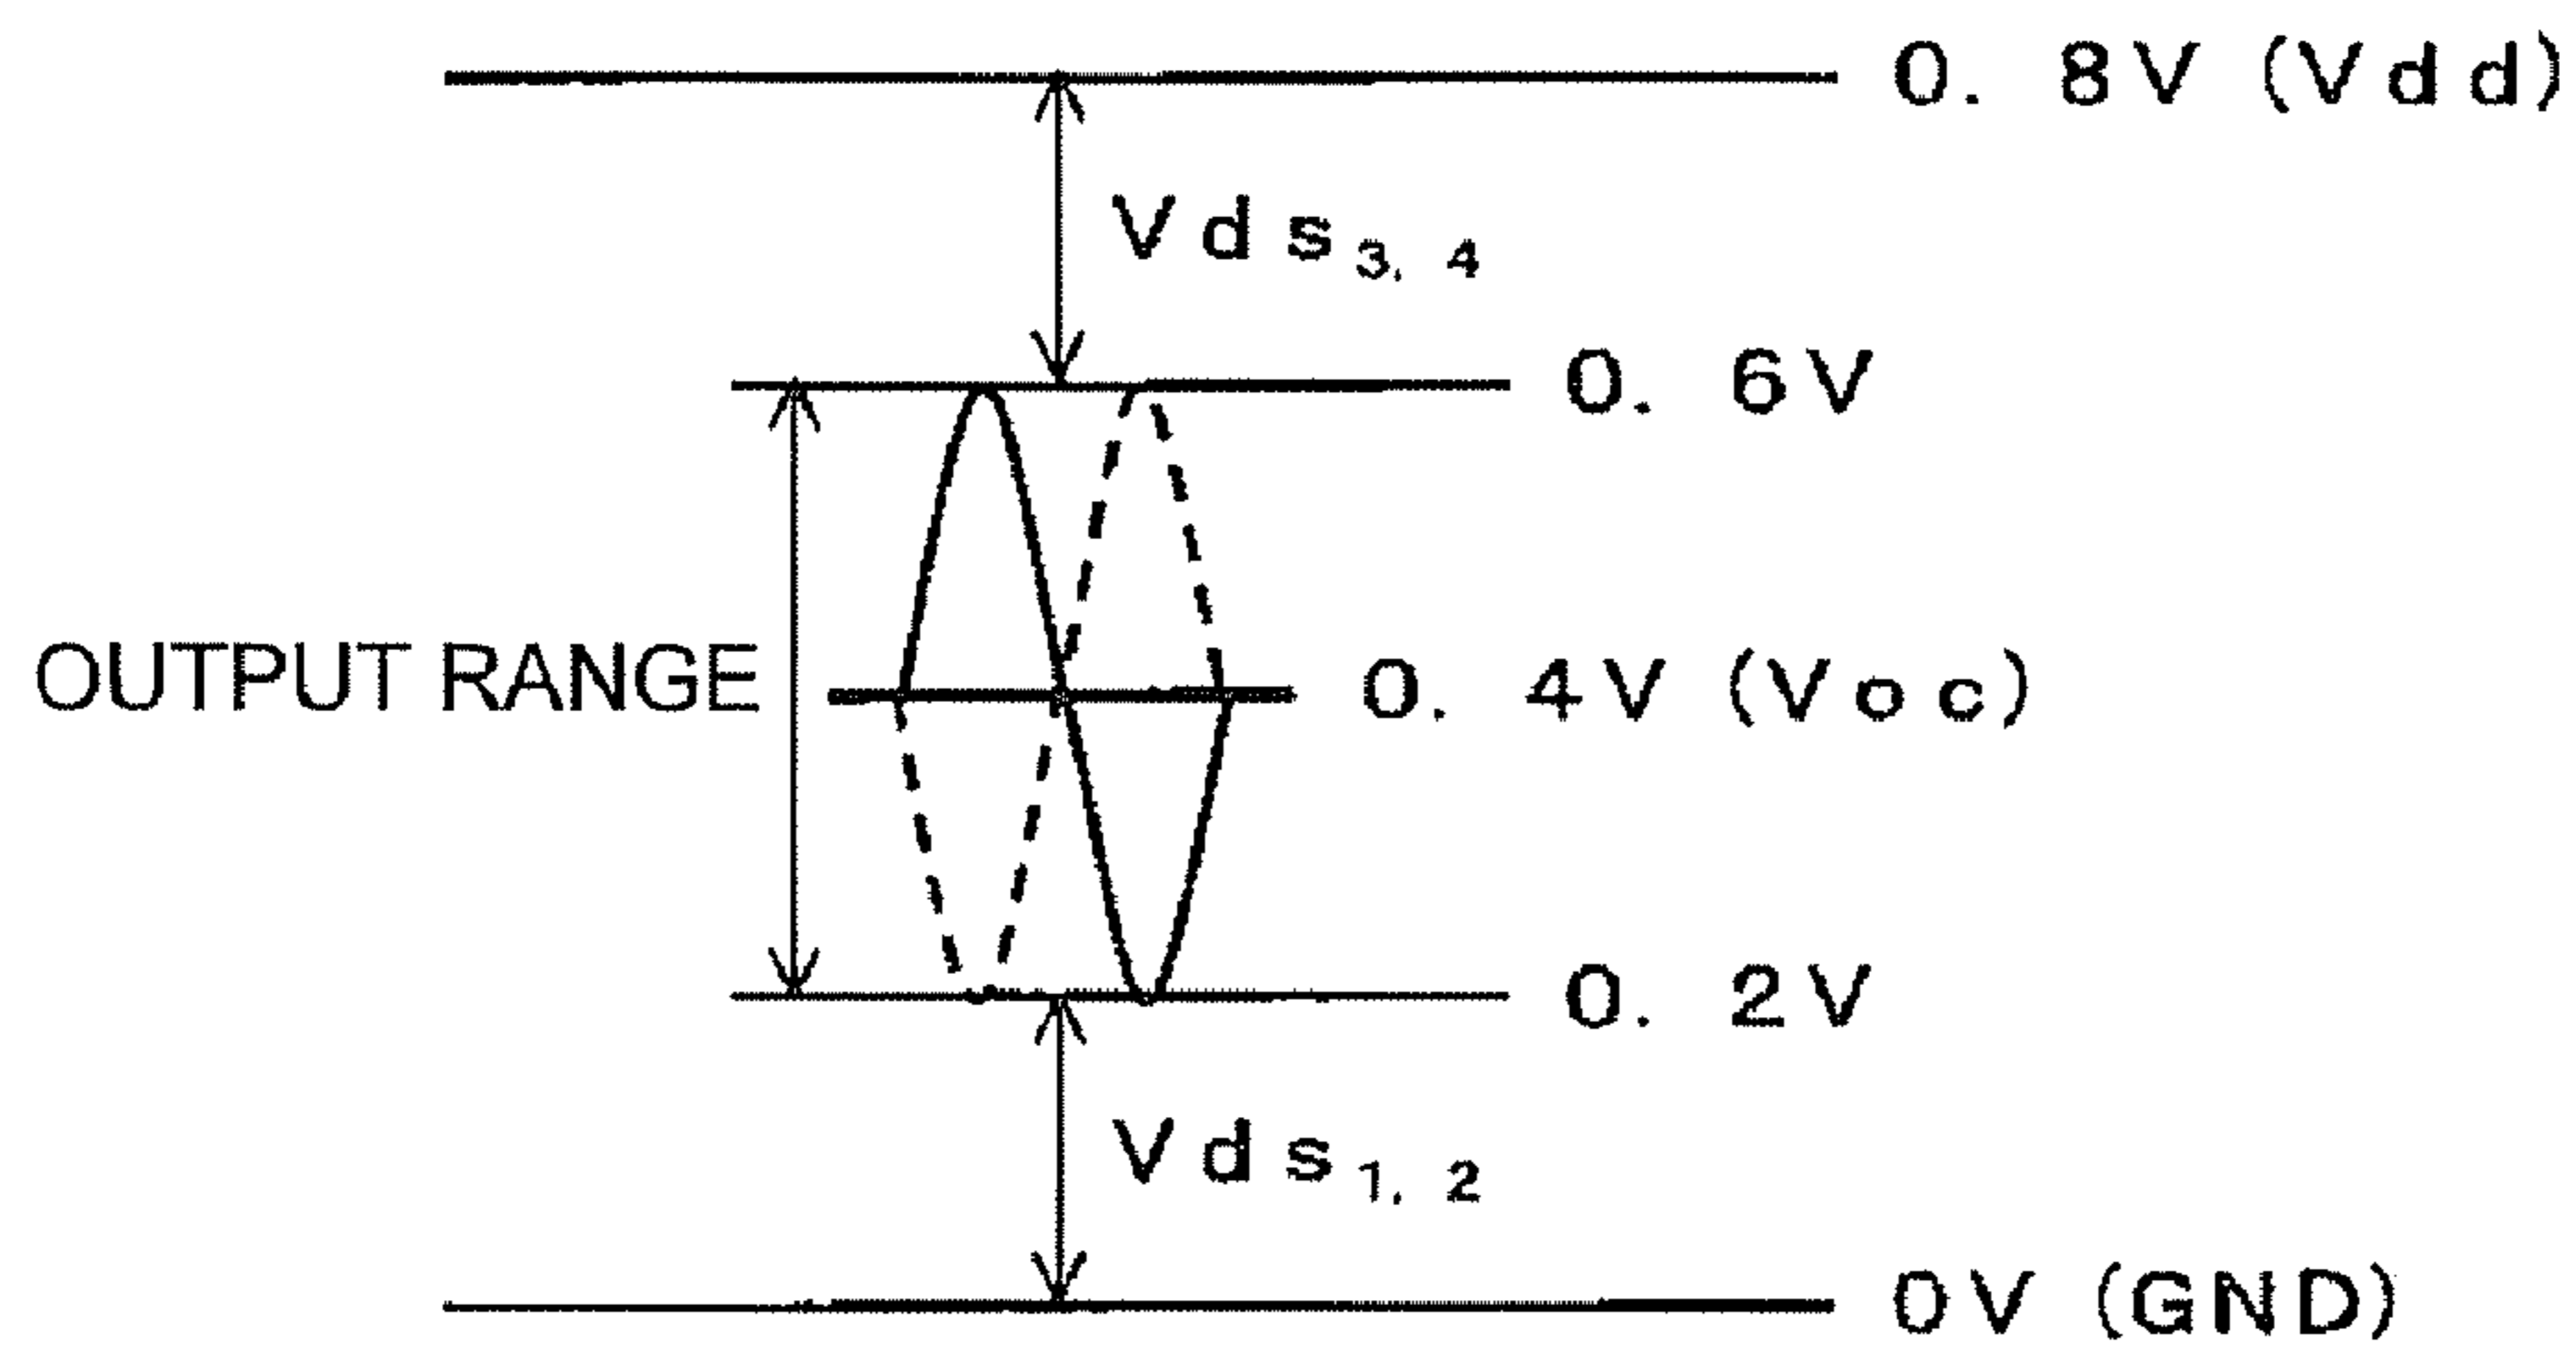 0.8V (Vdd)
Vds3,4
0.6V
OUTPUT RANGE
0.4V (Voc)
0.2V
Vds1,2
0V (GND)